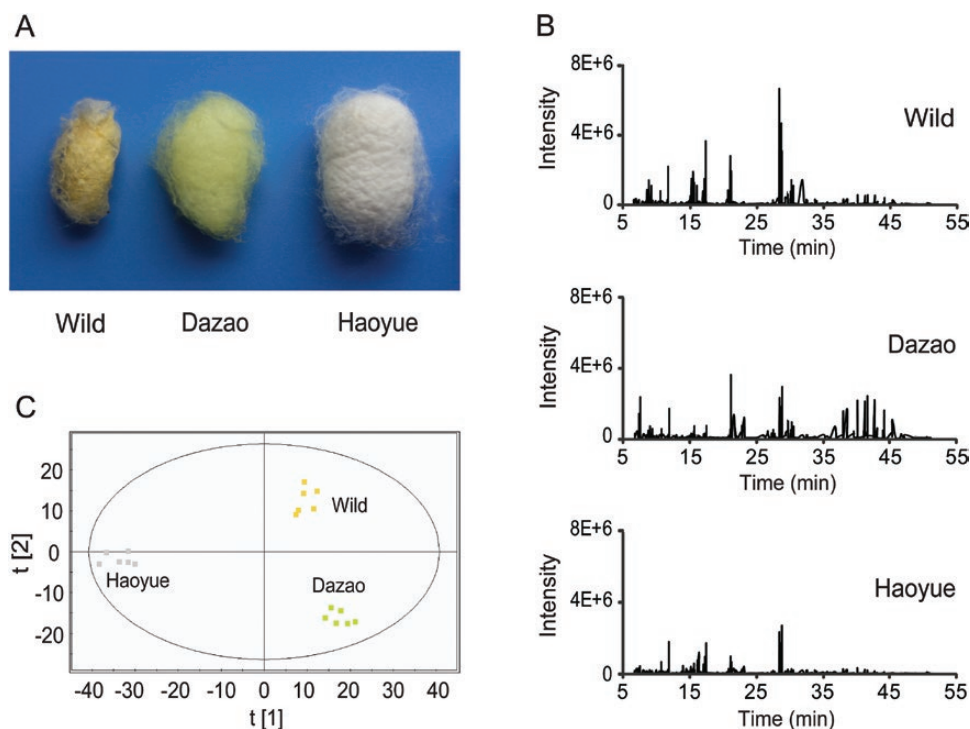 A
Wild
Dazao
Haoyue
B
8E+6
4E+6
0
Intensity
Wild
5
15
25
35
45
55
Time (min)
8E+6
4E+6
0
Intensity
Dazao
5
15
25
35
45
55
Time (min)
8E+6
4E+6
0
Intensity
Haoyue
5
15
25
35
45
55
Time (min)
C
20
10
0
-10
-20
t [2]
Wild
Haoyue
Dazao
-40
-30
-20
-10
0
10
20
30
40
t [1]